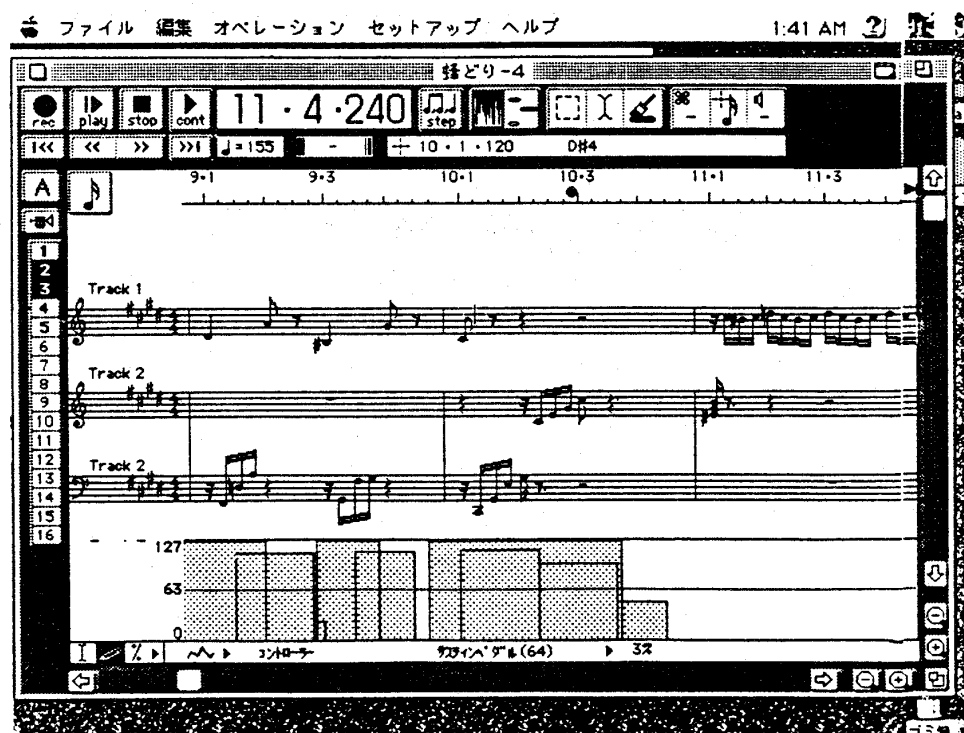 ファイル 編集 オペレーション セットアップ ヘルプ 1:41 AM
蜂どり-4
rec play stop cont 11・4・240 step
I<< << >> >>I ♩=155 - 10・1・120 D#4
A 9・1 9・3 10・1 10・3 11・1 11・3
1
2
3
Track 1
4
5
6
7
Track 2
8
9
10
11
12
Track 2
13
14
15
16
127
63
0
% コントローラー サスティンペダル(64) 3%